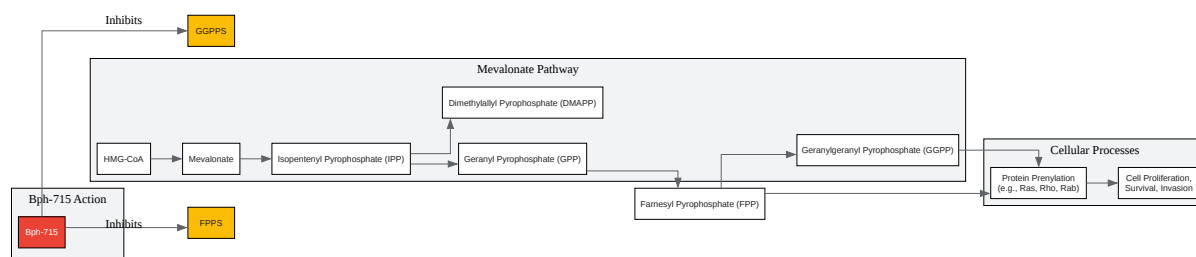 Inhibits
GGPPS
Mevalonate Pathway
Dimethylallyl Pyrophosphate (DMAPP)
HMG-CoA
Mevalonate
Isopentenyl Pyrophosphate (IPP)
Geranyl Pyrophosphate (GPP)
Geranylgeranyl Pyrophosphate (GGPP)
Cellular Processes
Protein Prenylation
(e.g., Ras, Rho, Rab)
Cell Proliferation,
Survival, Invasion
Farnesyl Pyrophosphate (FPP)
Bph-715 Action
Bph-715
Inhibits
FPPS